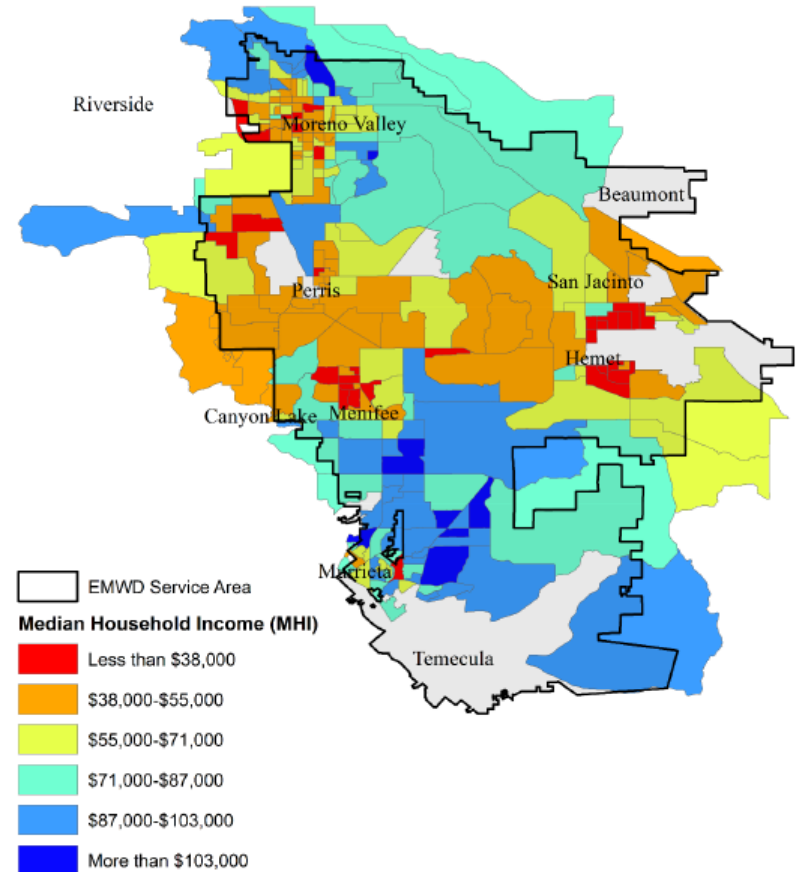 Riverside
Moreno Valley
Beaumont
San Jacinto
Perris
Hemet
Canyon Lake
Menifee
Murrieta
Temecula
EMWD Service Area
Median Household Income (MHI)
Less than $38,000
$38,000-$55,000
$55,000-$71,000
$71,000-$87,000
$87,000-$103,000
More than $103,000